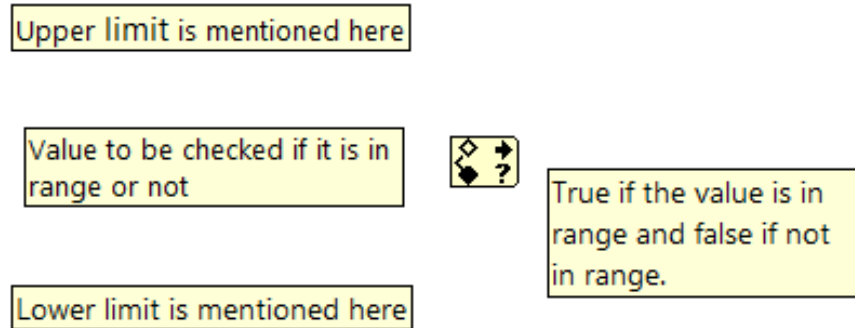 Upper limit is mentioned here
Value to be checked if it is in
range or not
?
True if the value is in
range and false if not
in range.
Lower limit is mentioned here